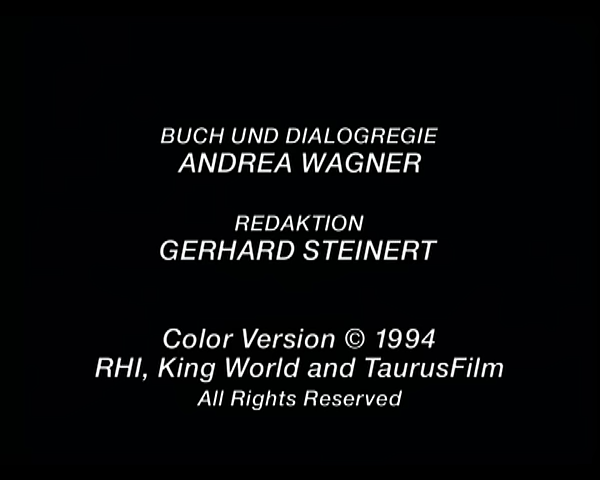 BUCH UND DIALOGREGIE
ANDREA WAGNER
REDAKTION
GERHARD STEINERT
Color Version © 1994
RHI, King World and TaurusFilm
All Rights Reserved